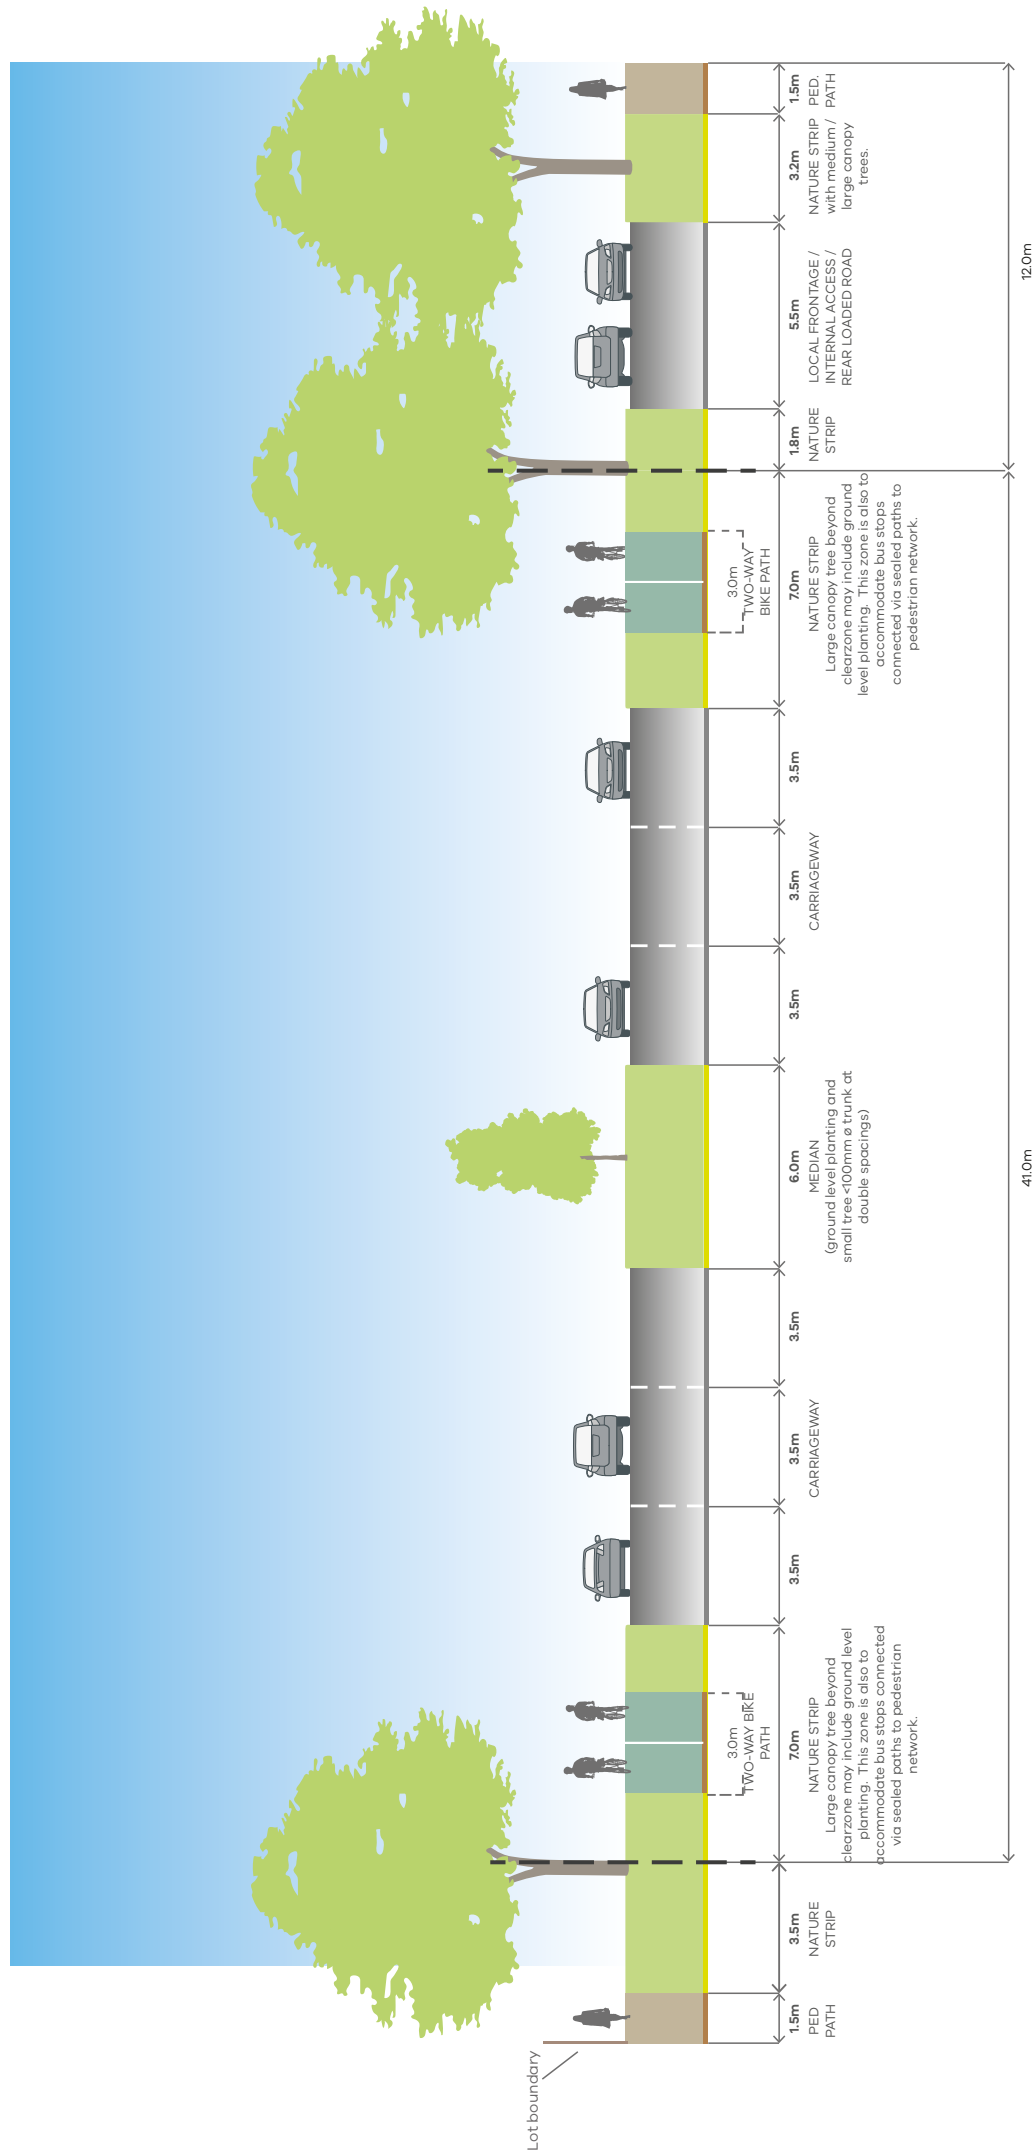 Lot boundary
1.5m
PED
PATH
3.5m
NATURE
STRIP
3.0m
TWO-WAY BIKE
PATH
7.0m
NATURE STRIP
Large canopy tree beyond
clearzone may include ground level
planting. This zone is also to
accommodate bus stops connected
via sealed paths to pedestrian
network.
3.5m
3.5m
CARRIAGEWAY
3.5m
6.0m
MEDIAN
(ground level planting and
small tree <100mm ø trunk at
double spacings)
3.5m
3.5m
CARRIAGEWAY
3.5m
3.0m
TWO-WAY
BIKE PATH
7.0m
NATURE STRIP
Large canopy tree beyond
clearzone may include ground
level planting. This zone is also to
accommodate bus stops
connected via sealed paths to
pedestrian network.
1.8m
NATURE
STRIP
5.5m
LOCAL FRONTAGE /
INTERNAL ACCESS /
REAR LOADED ROAD
3.2m
NATURE STRIP
with medium /
large canopy
trees.
1.5m
PED.
PATH
41.0m
12.0m